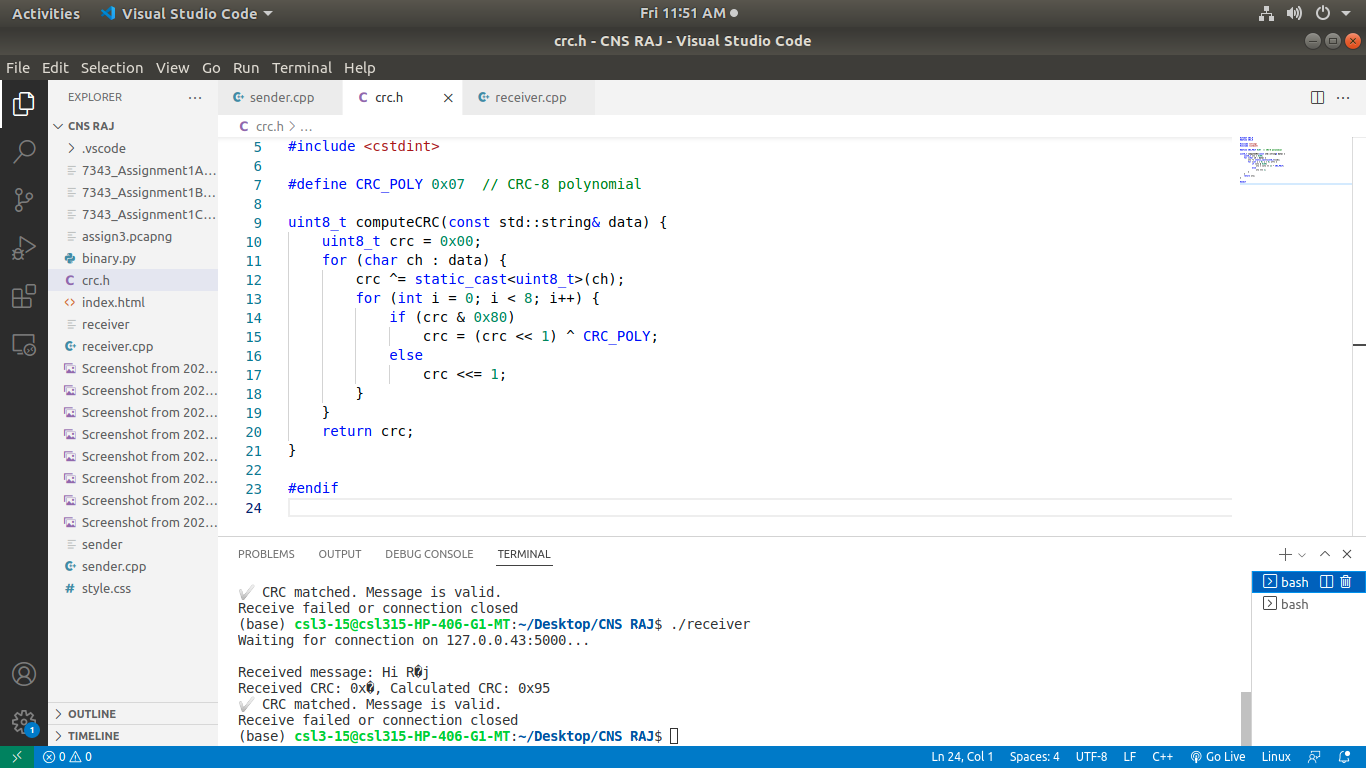 Activities Visual Studio Code Fri 11:51 AM
crc.h - CNS RAJ - Visual Studio Code
File Edit Selection View Go Run Terminal Help
EXPLORER
CNS RAJ
.vscode
7343_Assignment1A...
7343_Assignment1B...
7343_Assignment1C...
assign3.pcapng
binary.py
crc.h
index.html
receiver
receiver.cpp
Screenshot from 202...
Screenshot from 202...
Screenshot from 202...
Screenshot from 202...
Screenshot from 202...
Screenshot from 202...
Screenshot from 202...
Screenshot from 202...
sender
sender.cpp
style.css
OUTLINE
TIMELINE
1
sender.cpp crc.h receiver.cpp
crc.h > ...
5 #include <cstdint>
6
7 #define CRC_POLY 0x07  // CRC-8 polynomial
8
9 uint8_t computeCRC(const std::string& data) {
10     uint8_t crc = 0x00;
11     for (char ch : data) {
12         crc ^= static_cast<uint8_t>(ch);
13         for (int i = 0; i < 8; i++) {
14             if (crc & 0x80)
15                 crc = (crc << 1) ^ CRC_POLY;
16             else
17                 crc <<= 1;
18         }
19     }
20     return crc;
21 }
22
23 #endif
24
PROBLEMS OUTPUT DEBUG CONSOLE TERMINAL
✔ CRC matched. Message is valid.
Receive failed or connection closed
(base) csl3-15@csl315-HP-406-G1-MT:~/Desktop/CNS RAJ$ ./receiver
Waiting for connection on 127.0.0.43:5000...
Received message: Hi R�j
Received CRC: 0x�, Calculated CRC: 0x95
✔ CRC matched. Message is valid.
Receive failed or connection closed
(base) csl3-15@csl315-HP-406-G1-MT:~/Desktop/CNS RAJ$
bash
bash
0 0 Ln 24, Col 1 Spaces: 4 UTF-8 LF C++ Go Live Linux